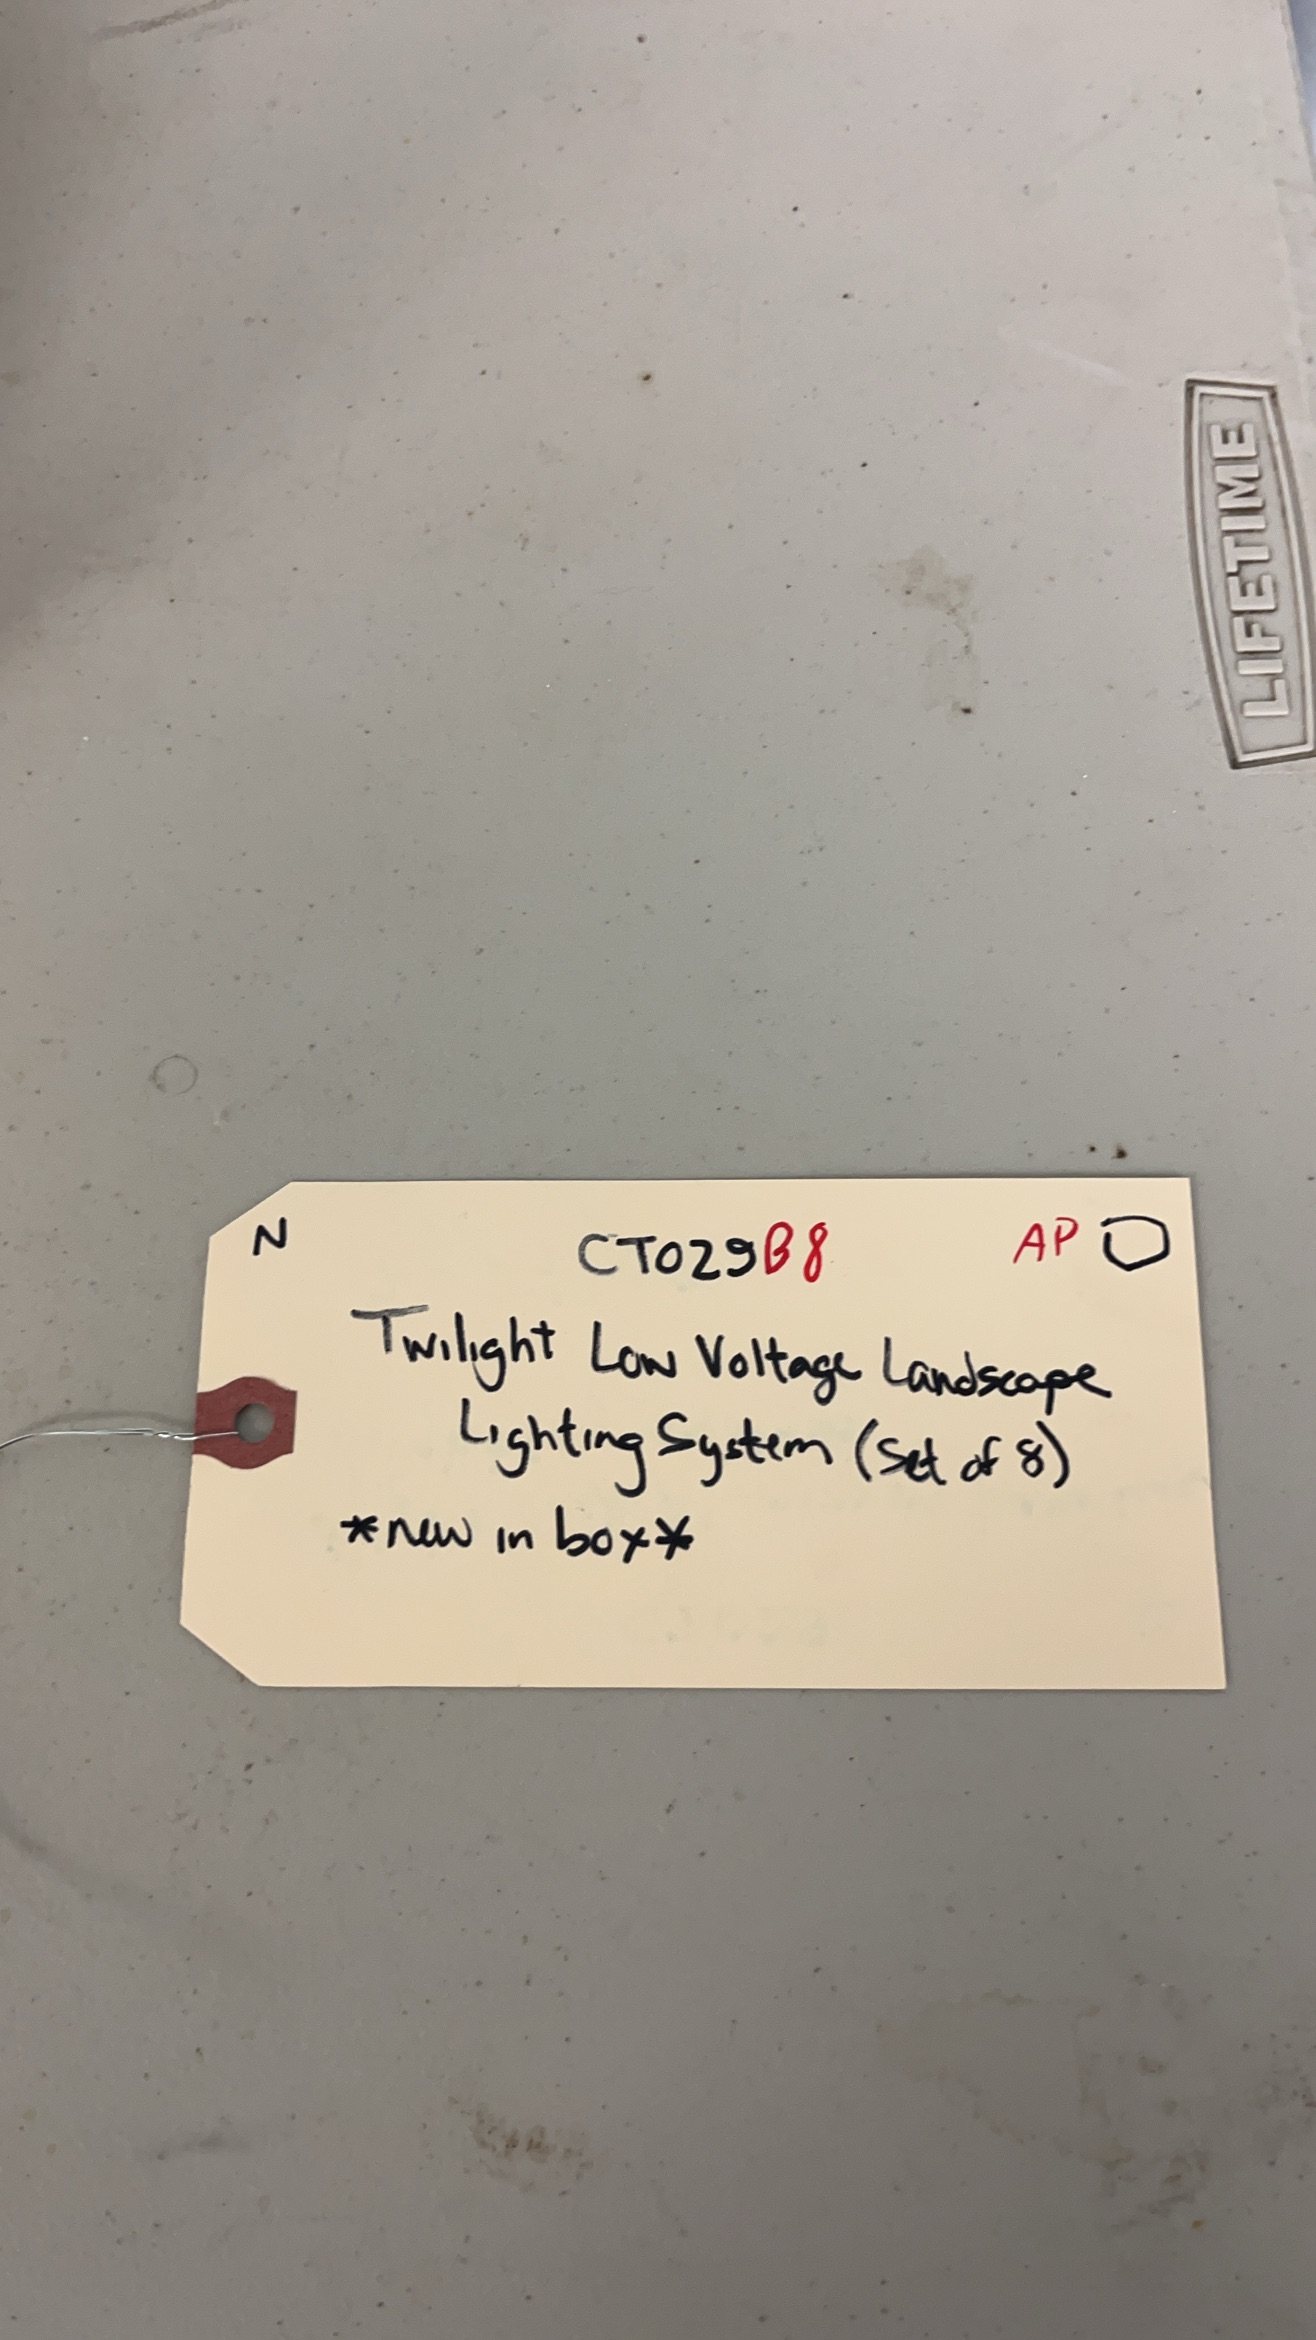 LIFETIME
N CT029B8 AP
Twilight Low Voltage Landscape
Lighting System (Set of 8)
*new in box*